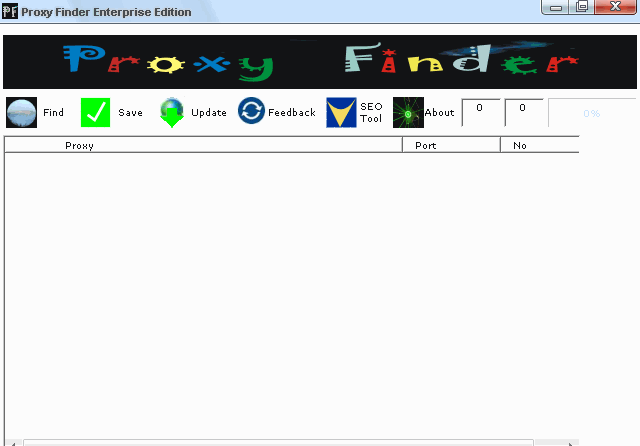 PF Proxy Finder Enterprise Edition
Proxy Finder
Find Save Update Feedback SEO Tool About 0 0 0%
Proxy Port No